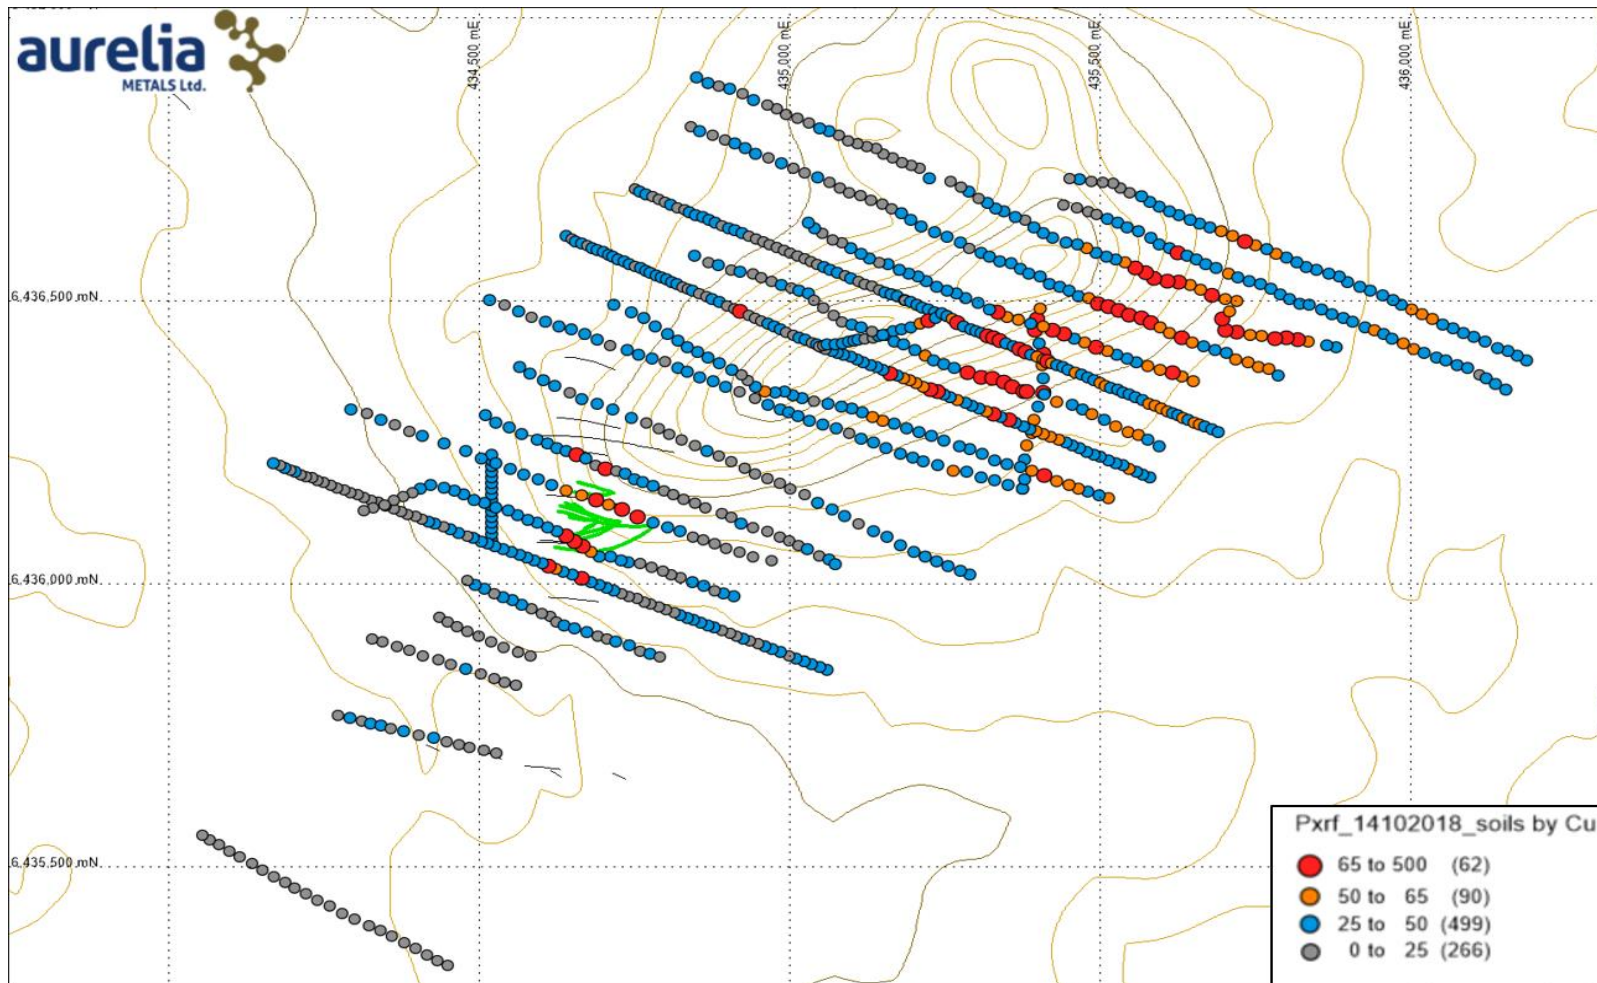 aurelia
METALS Ltd.
434,500 mE
435,000 mE
435,500 mE
436,000 mE
6,436,500 mN
6,436,000 mN
6,435,500 mN
Pxrf_14102018_soils by Cu
65 to 500 (62)
50 to 65 (90)
25 to 50 (499)
0 to 25 (266)